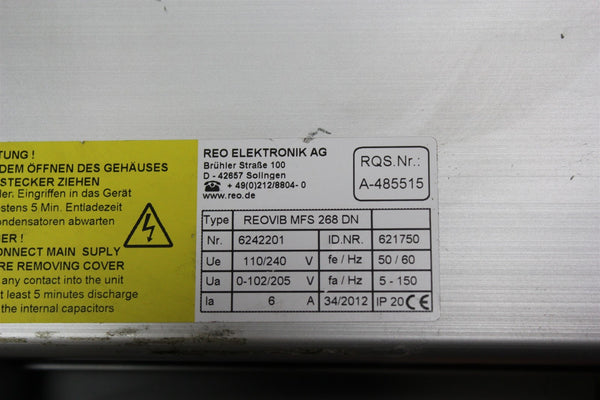 TUNG !
DEM ÖFFNEN DES GEHÄUSES
STECKER ZIEHEN
der. Eingriffen in das Gerät
stens 5 Min. Entladezeit
ondensatoren abwarten
ER !
ONNECT MAIN SUPLY
RE REMOVING COVER
any contact into the unit
t least 5 minutes discharge
the internal capacitors
REO ELEKTRONIK AG
Brühler Straße 100
D - 42657 Solingen
☎ + 49(0)212/8804- 0
www.reo.de
RQS.Nr.:
A-485515
Type REOVIB MFS 268 DN
Nr. 6242201 ID.NR. 621750
Ue 110/240 V fe / Hz 50 / 60
Ua 0-102/205 V fa / Hz 5 - 150
Ia 6 A 34/2012 IP 20 CE